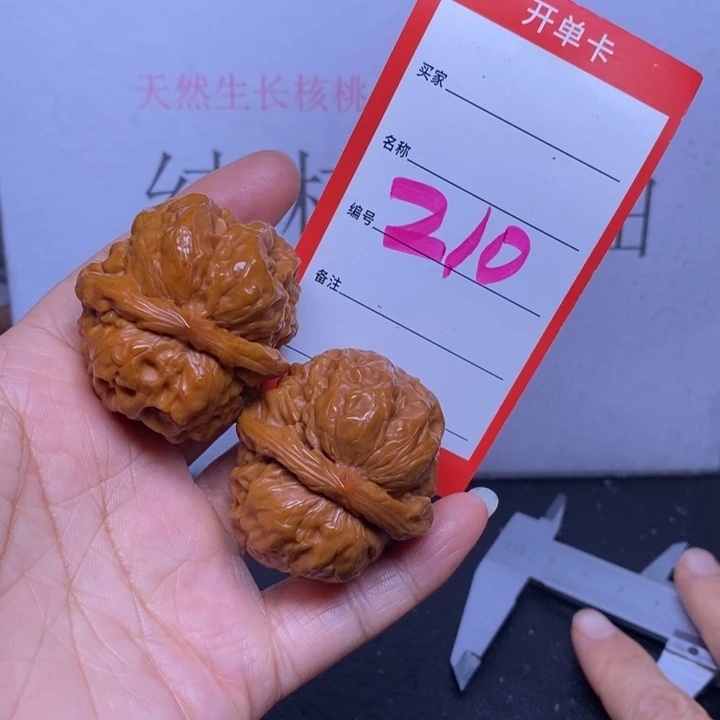 开单卡
买家
天然生长核桃
名称
编号 210
备注